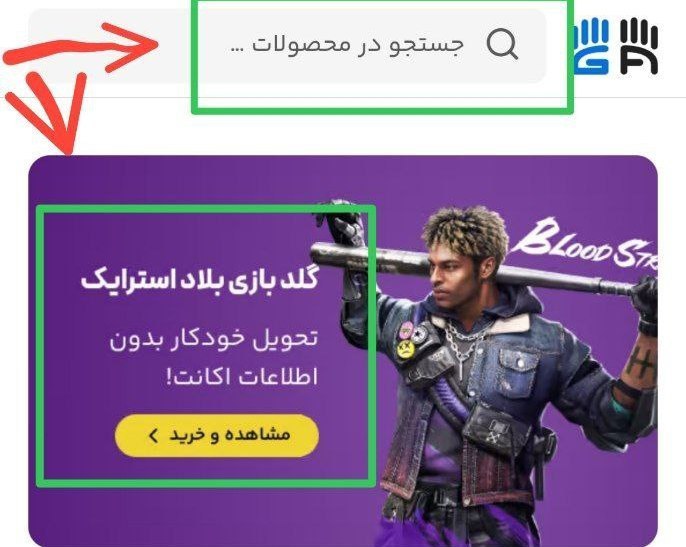 جستجو در محصولات ...
BLOOD STR
گلد بازی بلاد استرایک
تحویل خودکار بدون
اطلاعات اکانت!
مشاهده و خرید